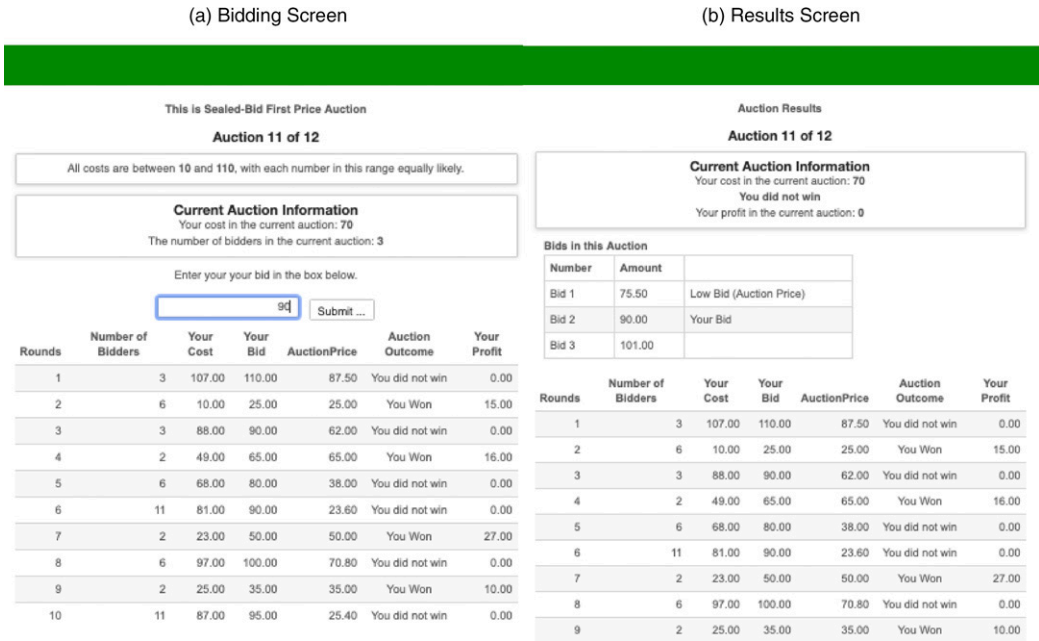 (a) Bidding Screen
This is Sealed-Bid First Price Auction
Auction 11 of 12
All costs are between 10 and 110, with each number in this range equally likely.
Current Auction Information
Your cost in the current auction: 70
The number of bidders in the current auction: 3
Enter your your bid in the box below.
90 Submit ...
Rounds Number of Bidders Your Cost Your Bid AuctionPrice Auction Outcome Your Profit
1 3 107.00 110.00 87.50 You did not win 0.00
2 6 10.00 25.00 25.00 You Won 15.00
3 3 88.00 90.00 62.00 You did not win 0.00
4 2 49.00 65.00 65.00 You Won 16.00
5 6 68.00 80.00 38.00 You did not win 0.00
6 11 81.00 90.00 23.60 You did not win 0.00
7 2 23.00 50.00 50.00 You Won 27.00
8 6 97.00 100.00 70.80 You did not win 0.00
9 2 25.00 35.00 35.00 You Won 10.00
10 11 87.00 95.00 25.40 You did not win 0.00
(b) Results Screen
Auction Results
Auction 11 of 12
Current Auction Information
Your cost in the current auction: 70
You did not win
Your profit in the current auction: 0
Bids in this Auction
Number Amount
Bid 1 75.50 Low Bid (Auction Price)
Bid 2 90.00 Your Bid
Bid 3 101.00
Rounds Number of Bidders Your Cost Your Bid AuctionPrice Auction Outcome Your Profit
1 3 107.00 110.00 87.50 You did not win 0.00
2 6 10.00 25.00 25.00 You Won 15.00
3 3 88.00 90.00 62.00 You did not win 0.00
4 2 49.00 65.00 65.00 You Won 16.00
5 6 68.00 80.00 38.00 You did not win 0.00
6 11 81.00 90.00 23.60 You did not win 0.00
7 2 23.00 50.00 50.00 You Won 27.00
8 6 97.00 100.00 70.80 You did not win 0.00
9 2 25.00 35.00 35.00 You Won 10.00